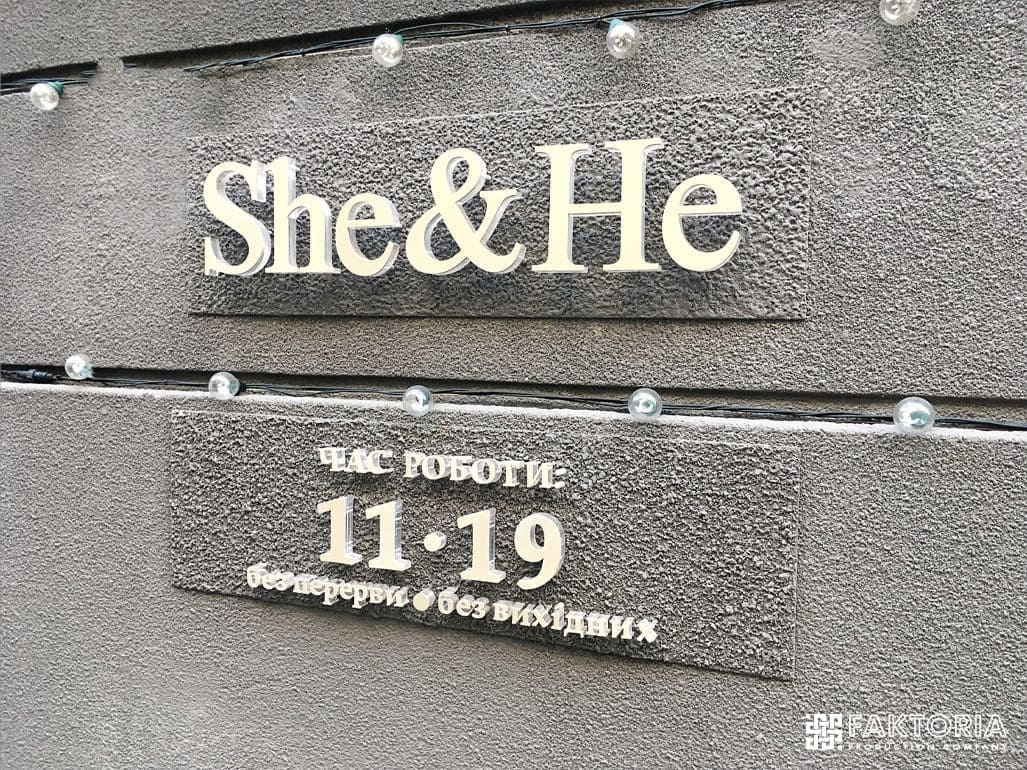 She&He
ЧАС РОБОТИ:
11·19
без перерви • без вихідних
FAKTORIA
PRODUCTION COMPANY